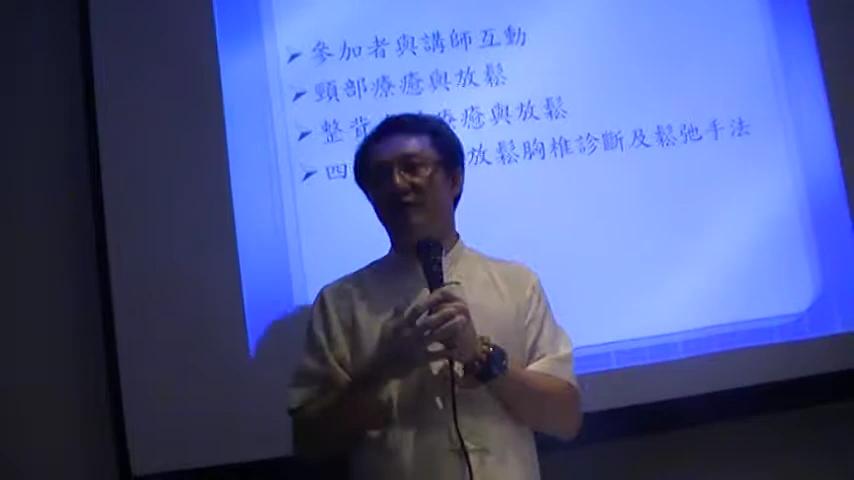 參加者與講師互動
頸部療癒與放鬆
整背 療癒與放鬆
四 放鬆胸椎診斷及鬆弛手法